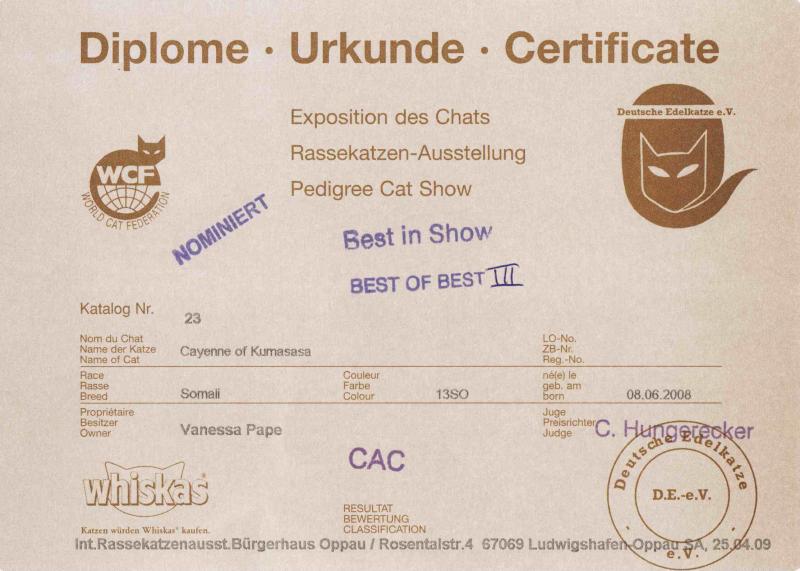 Diplome · Urkunde · Certificate
Exposition des Chats
Deutsche Edelkatze e.V.
Rassekatzen-Ausstellung
Pedigree Cat Show
WCF
WORLD CAT FEDERATION
NOMINIERT
Best in Show
BEST OF BEST III
Katalog Nr. 23
Nom du Chat
Name der Katze
Name of Cat
Cayenne of Kumasasa
LO-No.
ZB-Nr.
Reg.-No.
Race
Rasse
Breed
Somali
Couleur
Farbe
Colour
13SO
né(e) le
geb. am
born
08.06.2008
Propriétaire
Besitzer
Owner
Vanessa Pape
Juge
Preisrichter
Judge
C. Hungerecker
CAC
whiskas®
Katzen würden Whiskas® kaufen.
RESULTAT
BEWERTUNG
CLASSIFICATION
Deutsche Edelkatze
D.E.-e.V.
e.V.
Int.Rassekatzenausst.Bürgerhaus Oppau / Rosentalstr.4 67069 Ludwigshafen-Oppau SA, 25.04.09